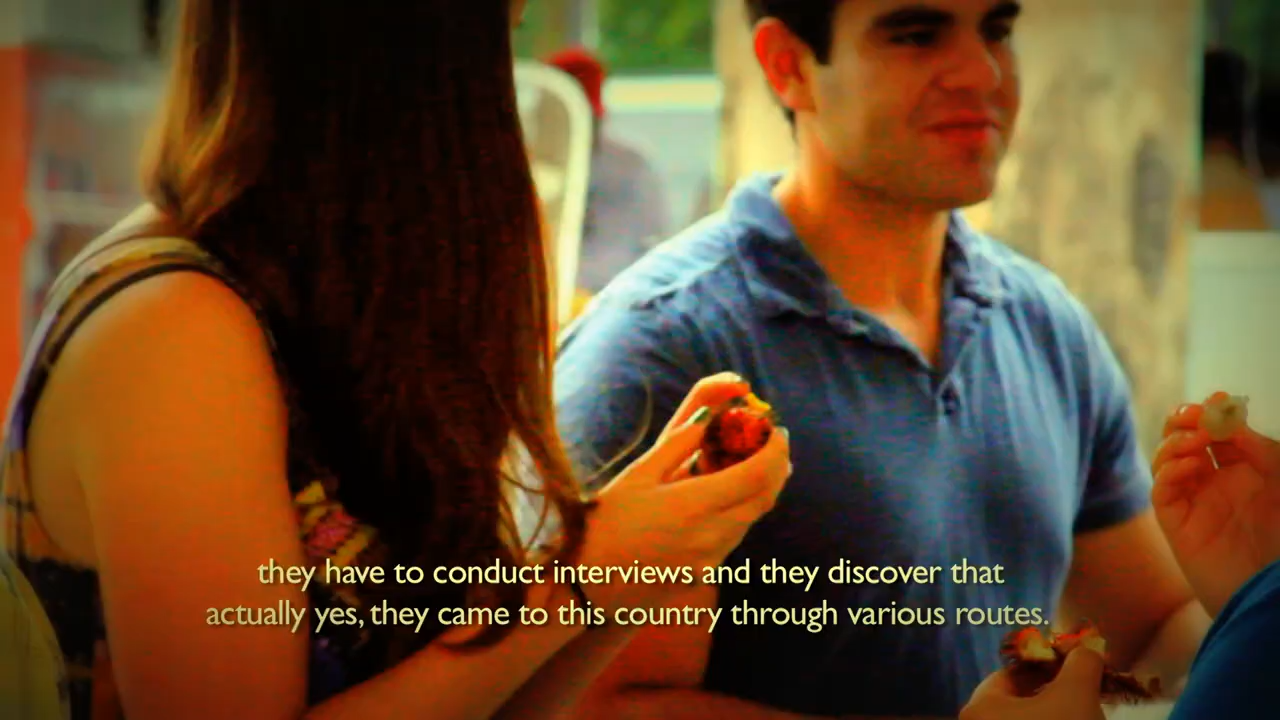 they have to conduct interviews and they discover that
actually yes, they came to this country through various routes.